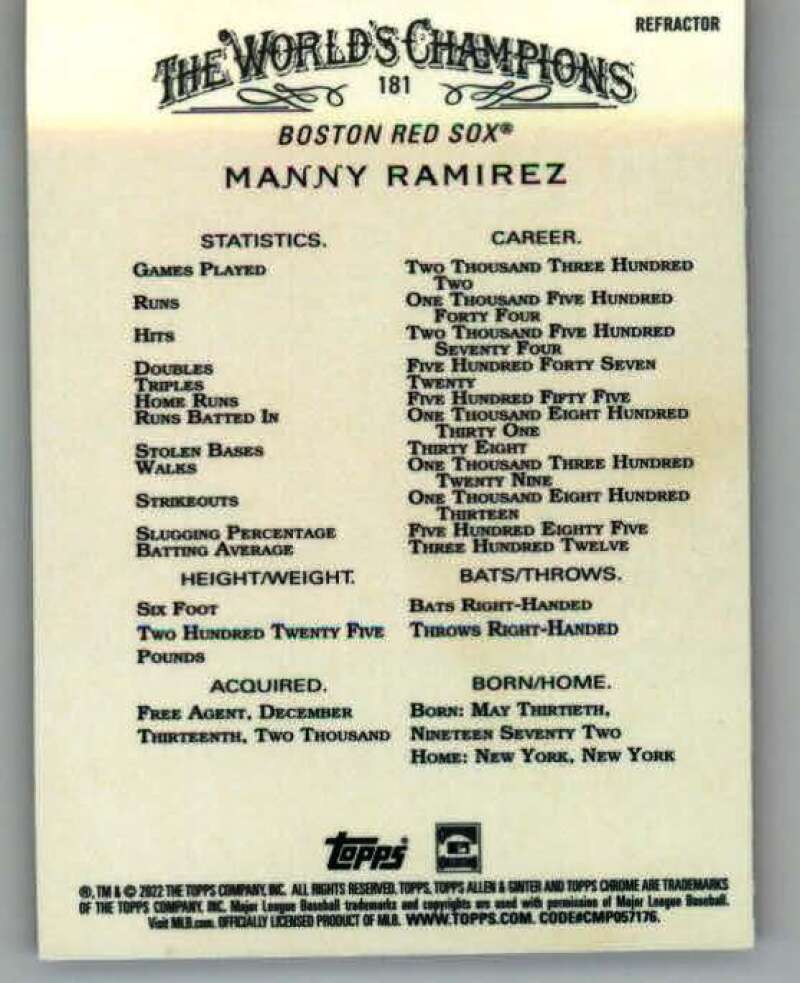 REFRACTOR
THE WORLD'S CHAMPIONS
181
BOSTON RED SOX®
MANNY RAMIREZ
STATISTICS. CAREER.
GAMES PLAYED TWO THOUSAND THREE HUNDRED
TWO
RUNS ONE THOUSAND FIVE HUNDRED
FORTY FOUR
HITS TWO THOUSAND FIVE HUNDRED
SEVENTY FOUR
DOUBLES FIVE HUNDRED FORTY SEVEN
TRIPLES TWENTY
HOME RUNS FIVE HUNDRED FIFTY FIVE
RUNS BATTED IN ONE THOUSAND EIGHT HUNDRED
THIRTY ONE
STOLEN BASES THIRTY EIGHT
WALKS ONE THOUSAND THREE HUNDRED
TWENTY NINE
STRIKEOUTS ONE THOUSAND EIGHT HUNDRED
THIRTEEN
SLUGGING PERCENTAGE FIVE HUNDRED EIGHTY FIVE
BATTING AVERAGE THREE HUNDRED TWELVE
HEIGHT/WEIGHT. BATS/THROWS.
SIX FOOT BATS RIGHT-HANDED
TWO HUNDRED TWENTY FIVE THROWS RIGHT-HANDED
POUNDS
ACQUIRED. BORN/HOME.
FREE AGENT, DECEMBER BORN: MAY THIRTIETH,
THIRTEENTH, TWO THOUSAND NINETEEN SEVENTY TWO
HOME: NEW YORK, NEW YORK
Topps®
®, TM & © 2022 THE TOPPS COMPANY, INC. ALL RIGHTS RESERVED. TOPPS, TOPPS ALLEN & GINTER AND TOPPS CHROME ARE TRADEMARKS
OF THE TOPPS COMPANY, INC. Major League Baseball trademarks and copyrights are used with permission of Major League Baseball.
Visit MLB.com. OFFICIALLY LICENSED PRODUCT OF MLB. WWW.TOPPS.COM. CODE#CMP057176.